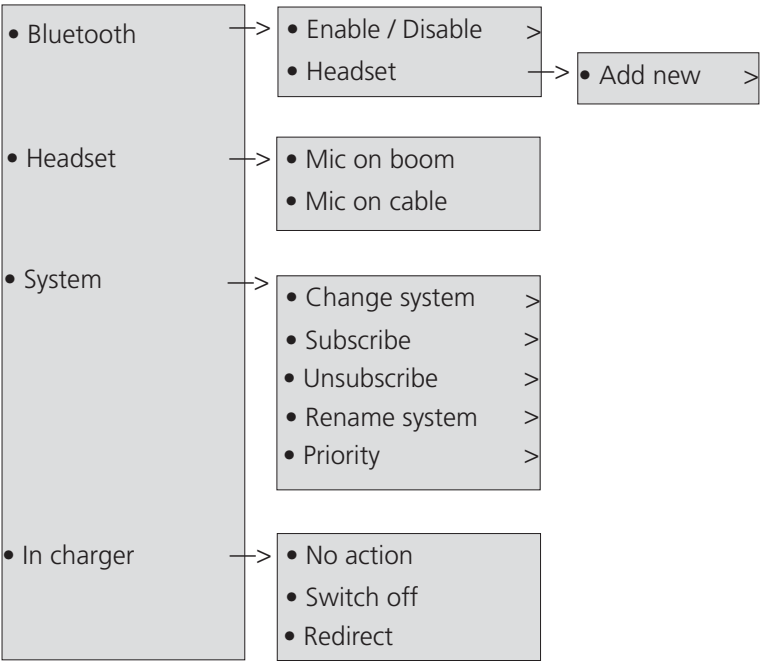 • Bluetooth
• Enable / Disable >
• Headset
• Add new >
• Headset
• Mic on boom
• Mic on cable
• System
• Change system >
• Subscribe >
• Unsubscribe >
• Rename system >
• Priority >
• In charger
• No action
• Switch off
• Redirect